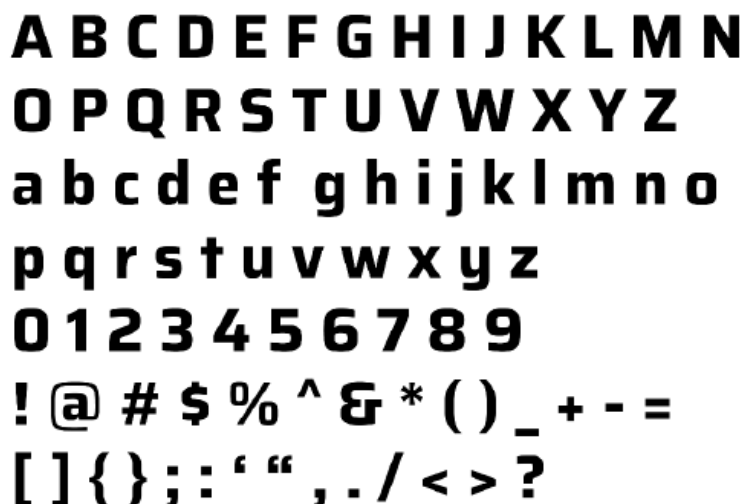 A B C D E F G H I J K L M N
O P Q R S T U V W X Y Z
a b c d e f g h i j k l m n o
p q r s t u v w x y z
0 1 2 3 4 5 6 7 8 9
! @ # $ % ^ & * ( ) _ + - =
[ ] { } ; : ‘ “ , . / < > ?